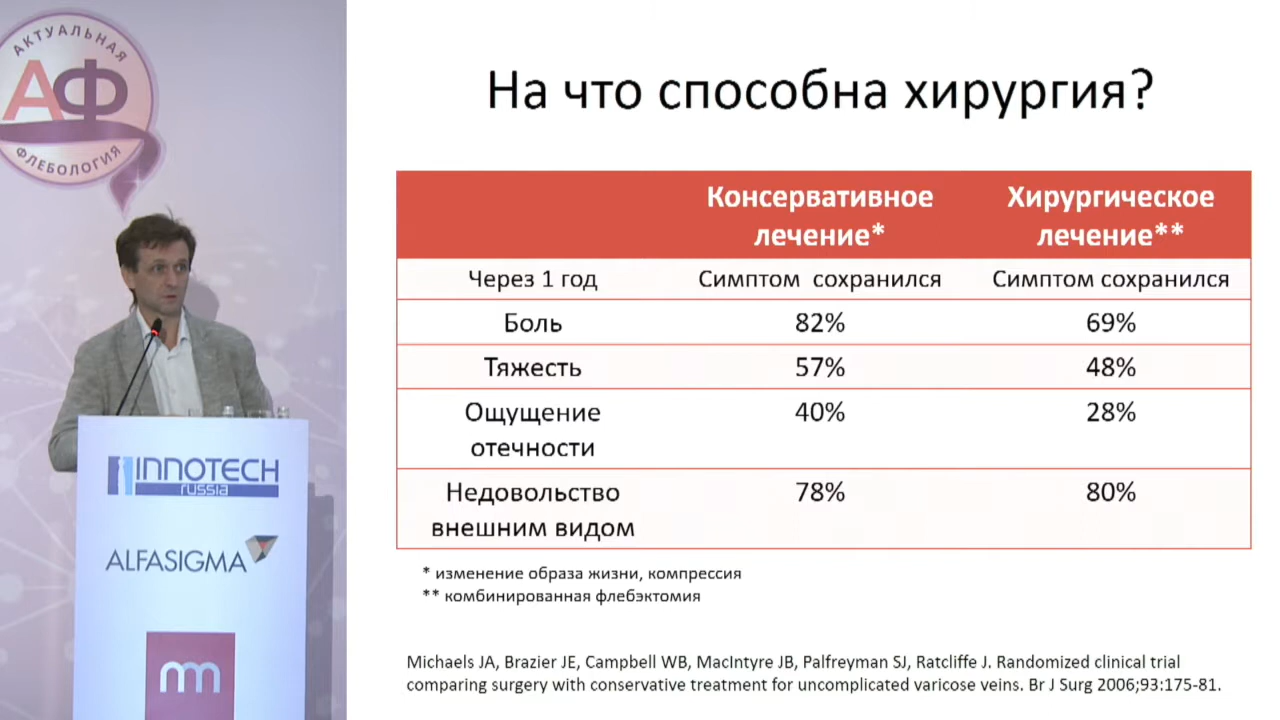 АКТУАЛЬНАЯ
АФ
ФЛЕБОЛОГИЯ
INNOTECH
russia
ALFASIGMA
На что способна хирургия?
Консервативное лечение* Хирургическое лечение**
Через 1 год Симптом сохранился Симптом сохранился
Боль 82% 69%
Тяжесть 57% 48%
Ощущение отечности 40% 28%
Недовольство внешним видом 78% 80%
* изменение образа жизни, компрессия
** комбинированная флебэктомия
Michaels JA, Brazier JE, Campbell WB, MacIntyre JB, Palfreyman SJ, Ratcliffe J. Randomized clinical trial
comparing surgery with conservative treatment for uncomplicated varicose veins. Br J Surg 2006;93:175-81.